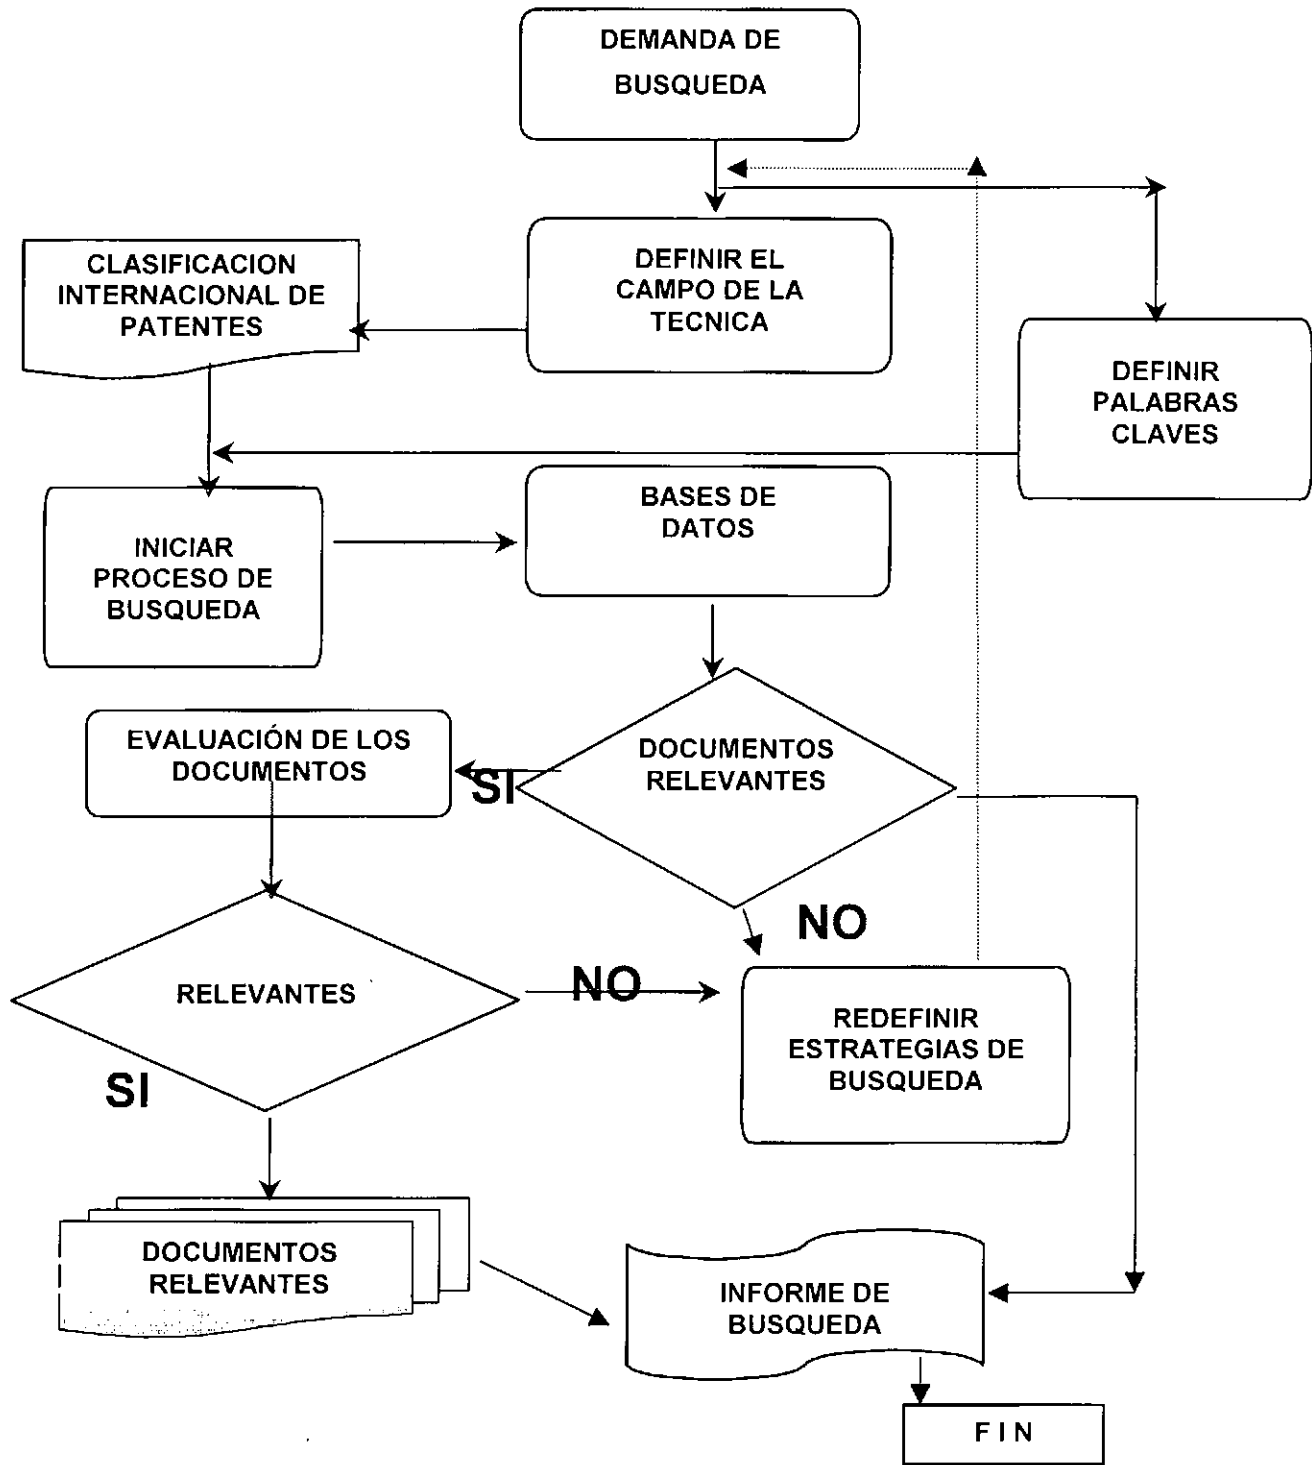 DEMANDA DE
BUSQUEDA
CLASIFICACION
INTERNACIONAL DE
PATENTES
DEFINIR EL
CAMPO DE LA
TECNICA
DEFINIR
PALABRAS
CLAVES
INICIAR
PROCESO DE
BUSQUEDA
BASES DE
DATOS
EVALUACIÓN DE LOS
DOCUMENTOS
SI
DOCUMENTOS
RELEVANTES
NO
RELEVANTES
NO
SI
REDEFINIR
ESTRATEGIAS DE
BUSQUEDA
DOCUMENTOS
RELEVANTES
INFORME DE
BUSQUEDA
F I N